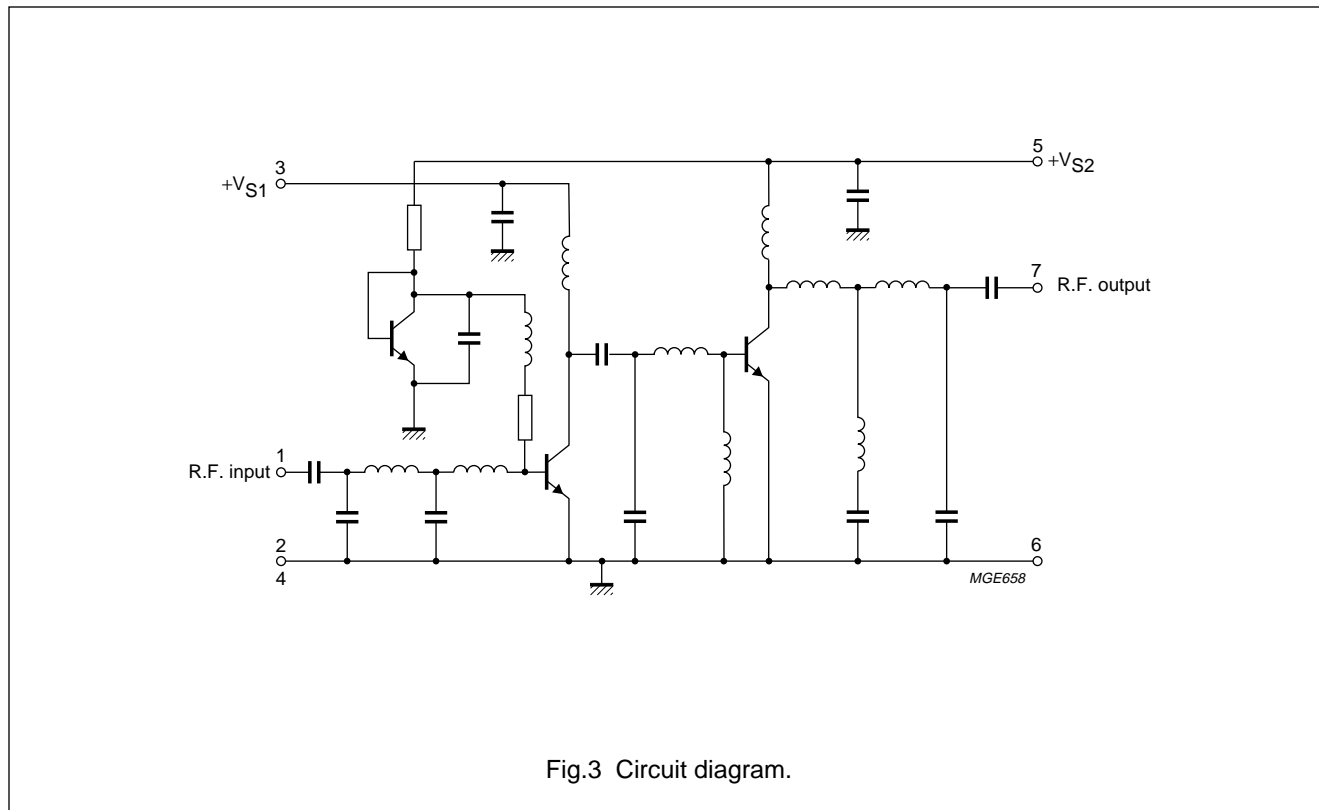 5
+VS2
3
+VS1
7
R.F. output
1
R.F. input
2
4
6
MGE658
Fig.3 Circuit diagram.